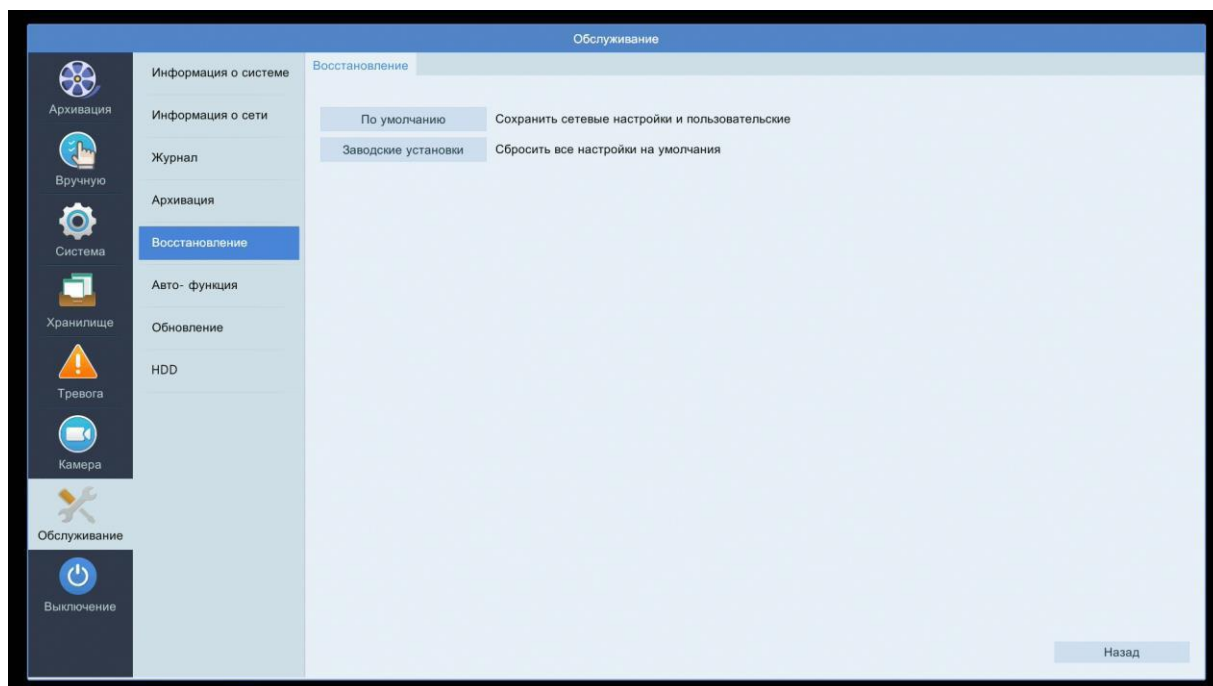 Обслуживание
Архивация
Вручную
Система
Хранилище
Тревога
Камера
Обслуживание
Выключение
Информация о системе
Информация о сети
Журнал
Архивация
Восстановление
Авто- функция
Обновление
HDD
Восстановление
По умолчанию Сохранить сетевые настройки и пользовательские
Заводские установки Сбросить все настройки на умолчания
Назад